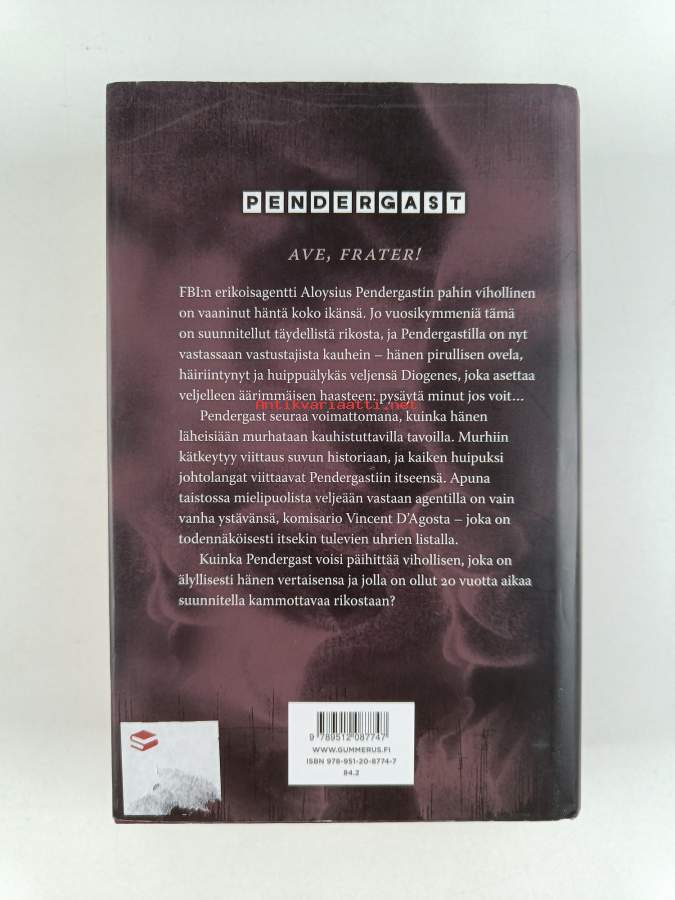 PENDERGAST
AVE, FRATER!
FBI:n erikoisagentti Aloysius Pendergastin pahin vihollinen
on vaaninut häntä koko ikänsä. Jo vuosikymmeniä tämä
on suunnitellut täydellistä rikosta, ja Pendergastilla on nyt
vastassaan vastustajista kauhein – hänen pirullisen ovela,
häiriintynyt ja huippuälykäs veljensä Diogenes, joka asettaa
veljelleen äärimmäisen haasteen: pysäytä minut jos voit...
Antikvariaatti.net
Pendergast seuraa voimattomana, kuinka hänen
läheisiään murhataan kauhistuttavilla tavoilla. Murhiin
kätkeytyy viittaus suvun historiaan, ja kaiken huipuksi
johtolangat viittaavat Pendergastiin itseensä. Apuna
taistossa mielipuolista veljeään vastaan agentilla on vain
vanha ystävänsä, komisario Vincent D'Agosta – joka on
todennäköisesti itsekin tulevien uhrien listalla.
Kuinka Pendergast voisi päihittää vihollisen, joka on
älyllisesti hänen vertaisensa ja jolla on ollut 20 vuotta aikaa
suunnitella kammottavaa rikostaan?
9 789512 087747
WWW.GUMMERUS.FI
ISBN 978-951-20-8774-7
84.2